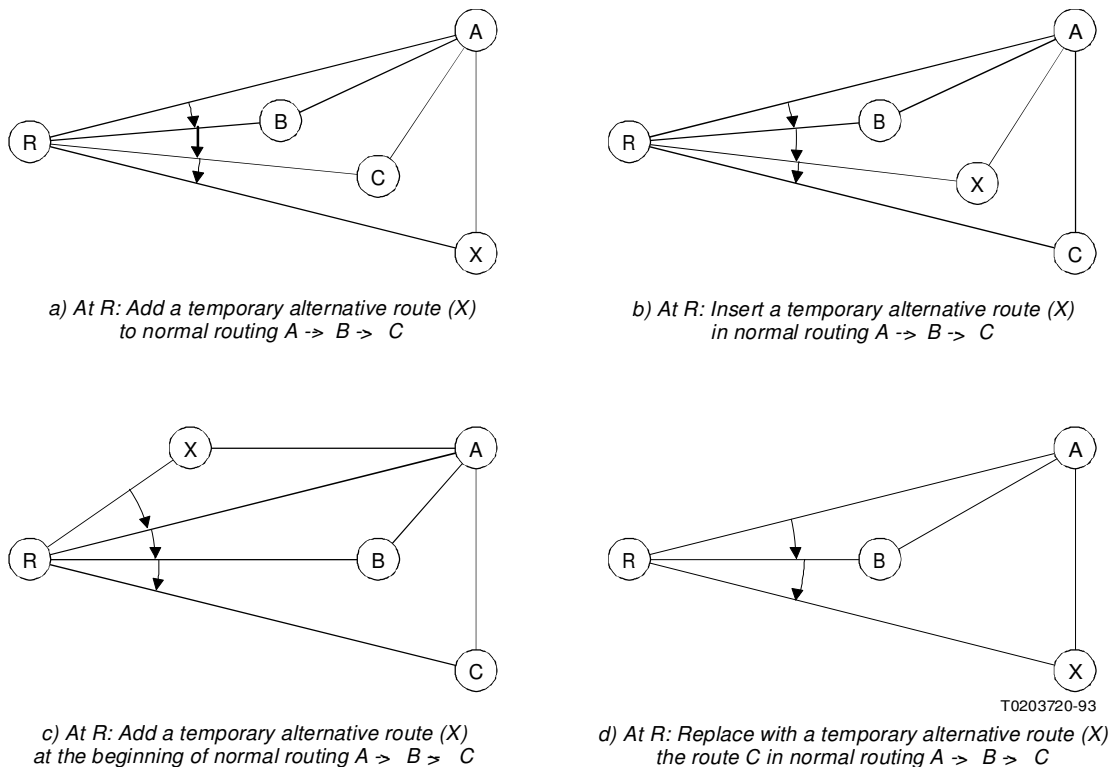 A
B
R
C
X
a) At R: Add a temporary alternative route (X)
to normal routing A -> B -> C
A
B
R
X
C
b) At R: Insert a temporary alternative route (X)
in normal routing A -> B -> C
X
A
R
B
C
c) At R: Add a temporary alternative route (X)
at the beginning of normal routing A -> B -> C
A
R
B
X
T0203720-93
d) At R: Replace with a temporary alternative route (X)
the route C in normal routing A -> B -> C